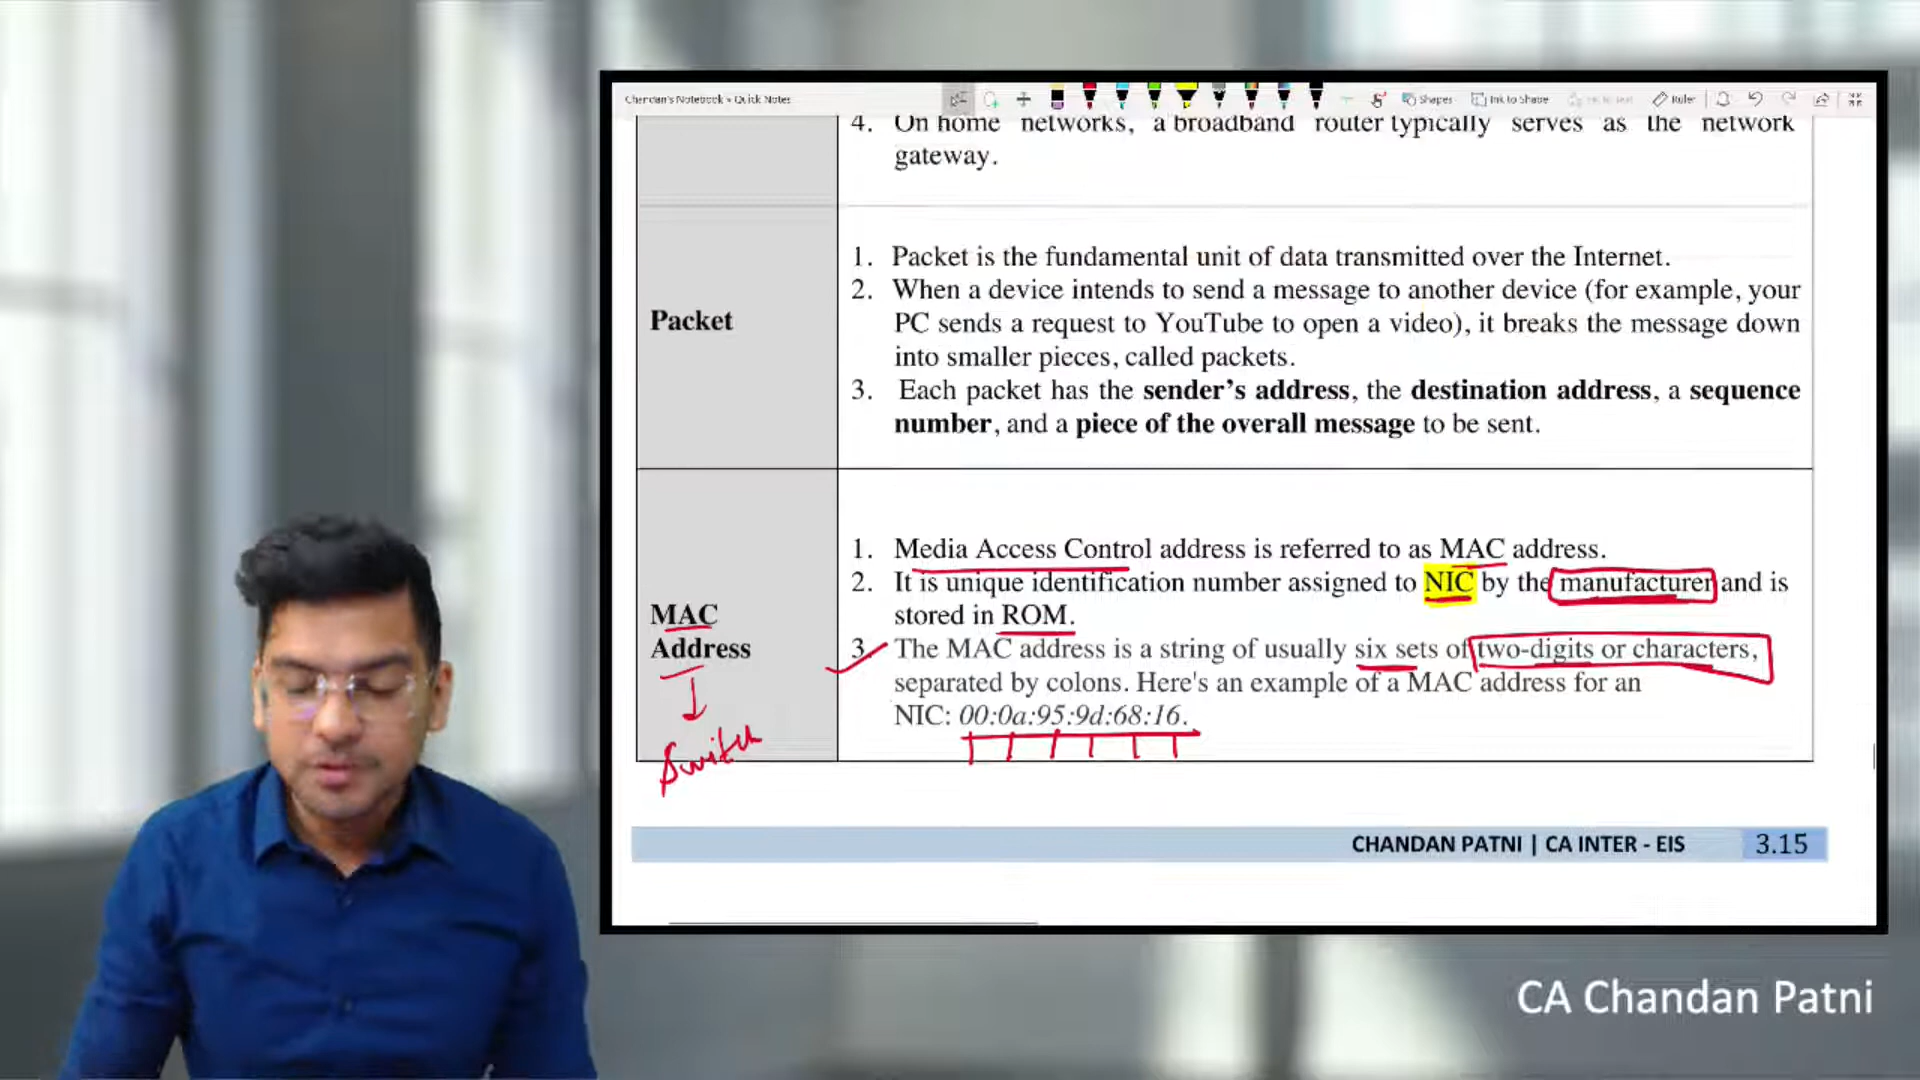 Chandan's Notebook » Quick Notes
Shapes
Ink to Shape
Ruler
4. On home networks, a broadband router typically serves as the network
gateway.
Packet
1. Packet is the fundamental unit of data transmitted over the Internet.
2. When a device intends to send a message to another device (for example, your
PC sends a request to YouTube to open a video), it breaks the message down
into smaller pieces, called packets.
3. Each packet has the sender’s address, the destination address, a sequence
number, and a piece of the overall message to be sent.
MAC
Address
Switch
1. Media Access Control address is referred to as MAC address.
2. It is unique identification number assigned to NIC by the manufacturer and is
stored in ROM.
3. The MAC address is a string of usually six sets of two-digits or characters,
separated by colons. Here's an example of a MAC address for an
NIC: 00:0a:95:9d:68:16.
CHANDAN PATNI | CA INTER - EIS 3.15
CA Chandan Patni